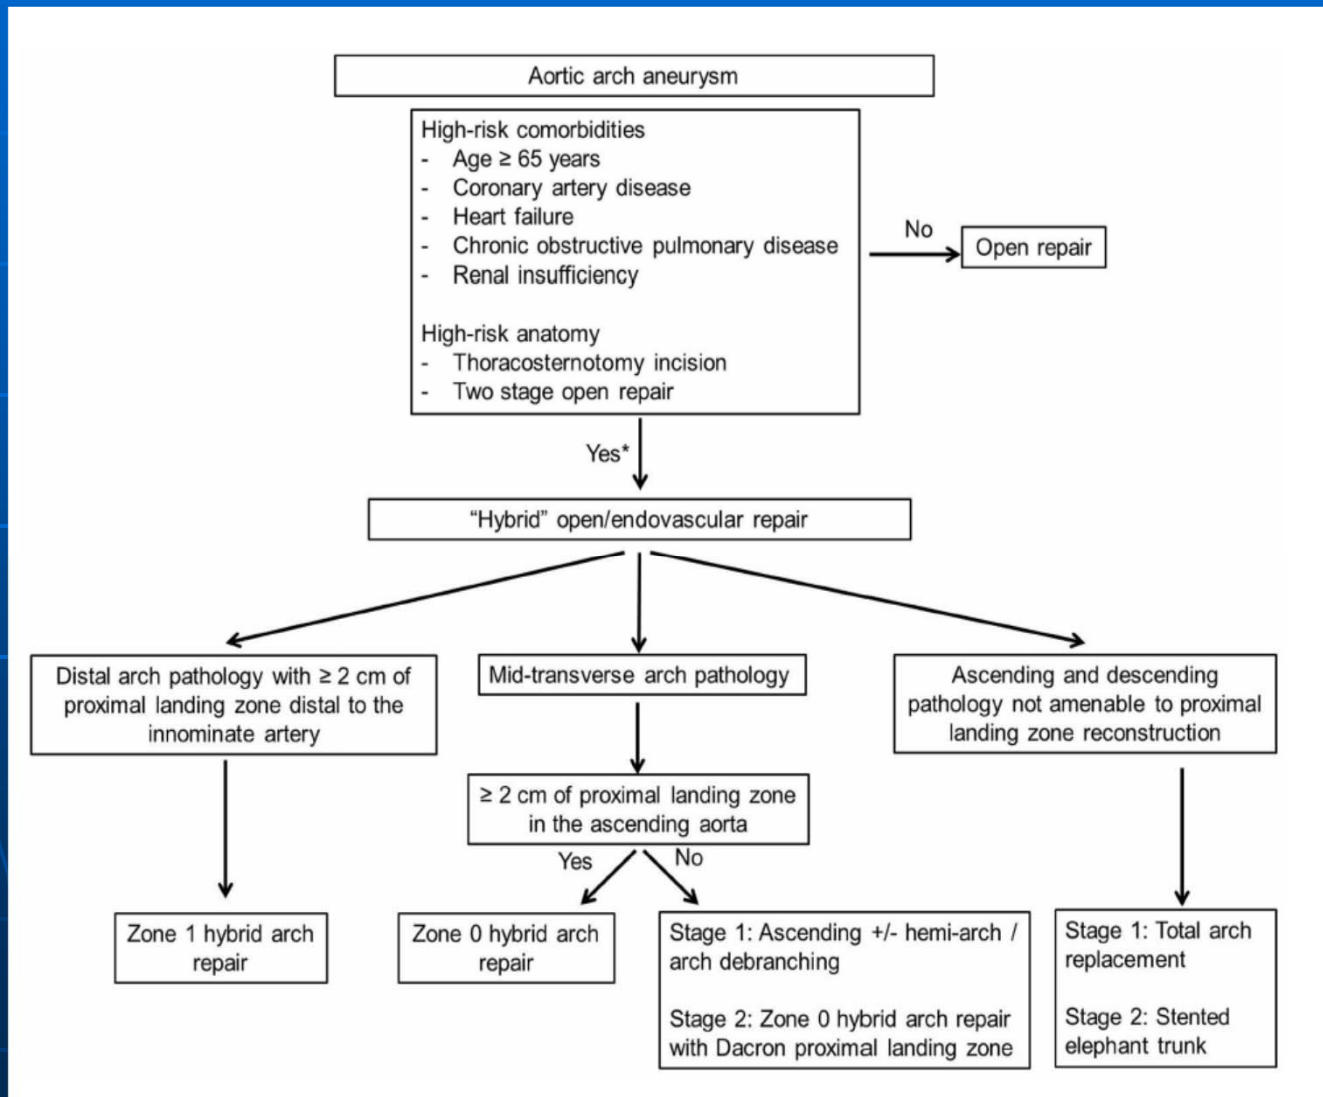 Aortic arch aneurysm
High-risk comorbidities
- Age ≥ 65 years
- Coronary artery disease
- Heart failure
- Chronic obstructive pulmonary disease
- Renal insufficiency
High-risk anatomy
- Thoracosternotomy incision
- Two stage open repair
No
Open repair
Yes*
“Hybrid” open/endovascular repair
Distal arch pathology with ≥ 2 cm of
proximal landing zone distal to the
innominate artery
Mid-transverse arch pathology
Ascending and descending
pathology not amenable to proximal
landing zone reconstruction
≥ 2 cm of proximal landing zone
in the ascending aorta
Yes
No
Zone 1 hybrid arch
repair
Zone 0 hybrid arch
repair
Stage 1: Ascending +/- hemi-arch /
arch debranching
Stage 2: Zone 0 hybrid arch repair
with Dacron proximal landing zone
Stage 1: Total arch
replacement
Stage 2: Stented
elephant trunk